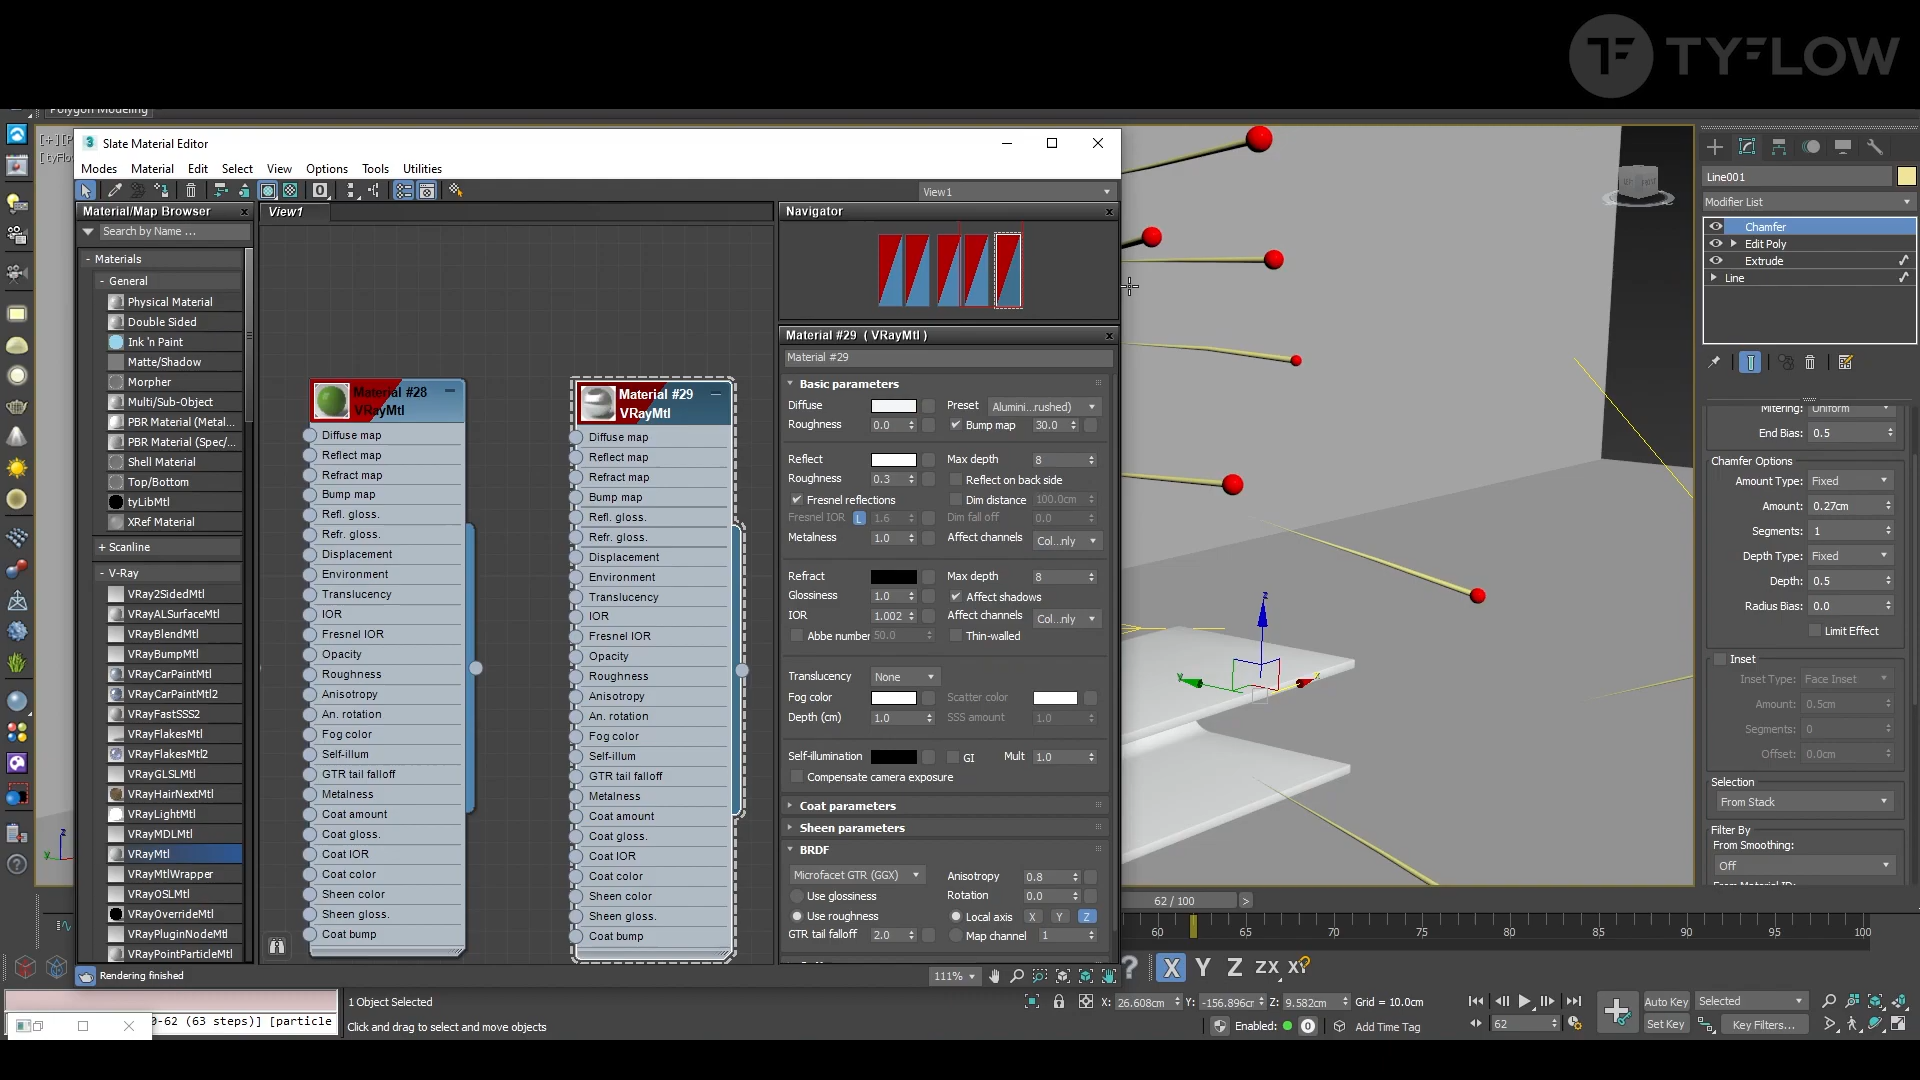 TYFLOW
Polygon Modeling
Slate Material Editor
Modes Material Edit Select View Options Tools Utilities
View1
Material/Map Browser
Search by Name ...
- Materials
- General
Physical Material
Double Sided
Ink 'n Paint
Matte/Shadow
Morpher
Multi/Sub-Object
PBR Material (Metal...
PBR Material (Spec/...
Shell Material
Top/Bottom
tyLibMtl
XRef Material
+ Scanline
- V-Ray
VRay2SidedMtl
VRayALSurfaceMtl
VRayBlendMtl
VRayBumpMtl
VRayCarPaintMtl
VRayCarPaintMtl2
VRayFastSSS2
VRayFlakesMtl
VRayFlakesMtl2
VRayGLSLMtl
VRayHairNextMtl
VRayLightMtl
VRayMDLMtl
VRayMtl
VRayMtlWrapper
VRayOSLMtl
VRayOverrideMtl
VRayPluginNodeMtl
VRayPointParticleMtl
View1
Material #28
VRayMtl
Diffuse map
Reflect map
Refract map
Bump map
Refl. gloss.
Refr. gloss.
Displacement
Environment
Translucency
IOR
Fresnel IOR
Opacity
Roughness
Anisotropy
An. rotation
Fog color
Self-illum
GTR tail falloff
Metalness
Coat amount
Coat gloss.
Coat IOR
Coat color
Sheen color
Sheen gloss.
Coat bump
Material #29
VRayMtl
Diffuse map
Reflect map
Refract map
Bump map
Refl. gloss.
Refr. gloss.
Displacement
Environment
Translucency
IOR
Fresnel IOR
Opacity
Roughness
Anisotropy
An. rotation
Fog color
Self-illum
GTR tail falloff
Metalness
Coat amount
Coat gloss.
Coat IOR
Coat color
Sheen color
Sheen gloss.
Coat bump
Navigator
Material #29 ( VRayMtl )
Material #29
Basic parameters
Diffuse Preset Alumini...rushed)
Roughness 0.0 Bump map 30.0
Reflect Max depth 8
Roughness 0.3 Reflect on back side
Fresnel reflections Dim distance 100.0cm
Fresnel IOR L 1.6 Dim fall off 0.0
Metalness 1.0 Affect channels Col...nly
Refract Max depth 8
Glossiness 1.0 Affect shadows
IOR 1.002 Affect channels Col...nly
Abbe number 50.0 Thin-walled
Translucency None
Fog color Scatter color
Depth (cm) 1.0 SSS amount 1.0
Self-illumination GI Mult 1.0
Compensate camera exposure
Coat parameters
Sheen parameters
BRDF
Microfacet GTR (GGX) Anisotropy 0.8
Use glossiness Rotation 0.0
Use roughness Local axis X Y Z
GTR tail falloff 2.0 Map channel 1
Rendering finished
111%
Line001
Modifier List
Chamfer
Edit Poly
Extrude
Line
Mitering: Uniform
End Bias: 0.5
Chamfer Options
Amount Type: Fixed
Amount: 0.27cm
Segments: 1
Depth Type: Fixed
Depth: 0.5
Radius Bias: 0.0
Limit Effect
Inset
Inset Type: Face Inset
Amount: 0.5cm
Segments: 0
Offset: 0.0cm
Selection
From Stack
Filter By
From Smoothing:
Off
From Material ID:
62 / 100 >
60 65 70 75 80 85 90 95 100
X Y Z ZX XY
1 Object Selected
X: 26.608cm Y: -156.896cr Z: 9.582cm Grid = 10.0cm
Auto Key Selected
0-62 (63 steps)] [particle
Click and drag to select and move objects
Enabled: 0 Add Time Tag
62
Set Key Key Filters...
x y z